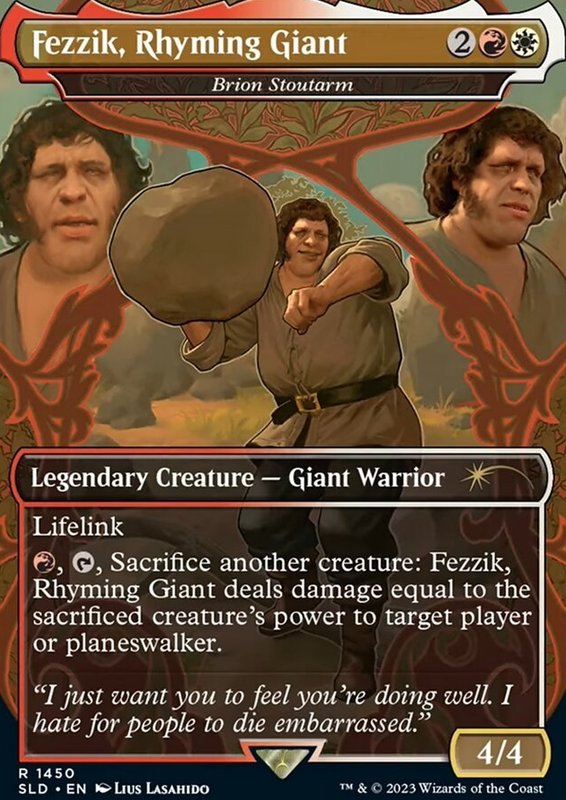 Fezzik, Rhyming Giant 2
Brion Stoutarm
Legendary Creature — Giant Warrior
Lifelink
, , Sacrifice another creature: Fezzik,
Rhyming Giant deals damage equal to the
sacrificed creature's power to target player
or planeswalker.
“I just want you to feel you're doing well. I
hate for people to die embarrassed.”
4/4
R 1450
SLD • EN Lius Lasahido
™ & © 2023 Wizards of the Coast